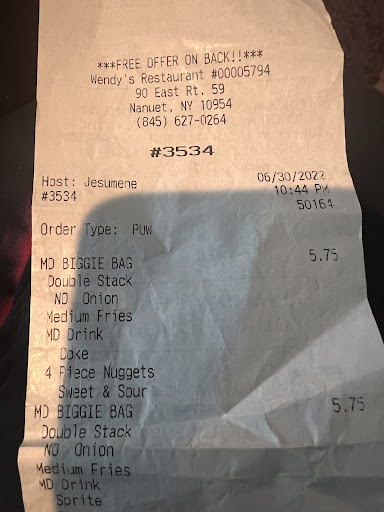 ***FREE OFFER ON BACK!!***
Wendy's Restaurant #00005794
90 East Rt. 59
Nanuet, NY 10954
(845) 627-0264
#3534
Host: Jesumene 06/30/2022
#3534 10:44 PM
50164
Order Type: PUW
MD BIGGIE BAG 5.75
Double Stack
NO Onion
Medium Fries
MD Drink
Coke
4 Piece Nuggets
Sweet & Sour
MD BIGGIE BAG 5.75
Double Stack
NO Onion
Medium Fries
MD Drink
Sprite